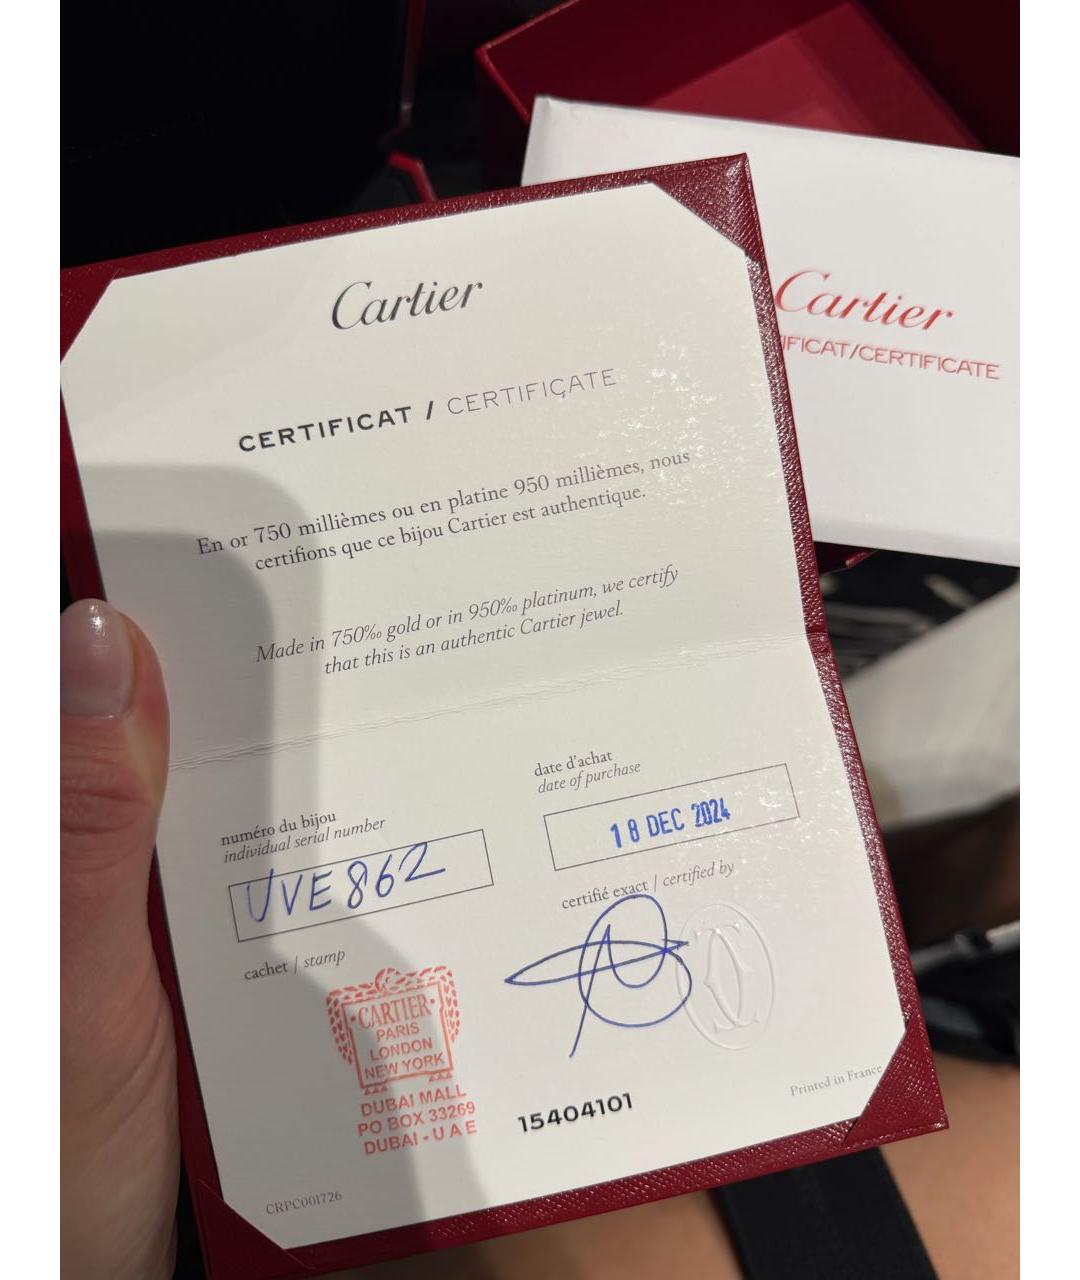 Cartier
CERTIFICAT / CERTIFICATE
En or 750 millièmes ou en platine 950 millièmes, nous
certifions que ce bijou Cartier est authentique.
Made in 750‰ gold or in 950‰ platinum, we certify
that this is an authentic Cartier jewel.
numéro du bijou
individual serial number
UVE862
date d'achat
date of purchase
18 DEC 2024
cachet / stamp
certifié exact / certified by
CARTIER
PARIS
LONDON
NEW YORK
DUBAI MALL
PO BOX 33269
DUBAI - U A E
15404101
Printed in France
CRPC001726
Cartier
IFICAT/CERTIFICATE